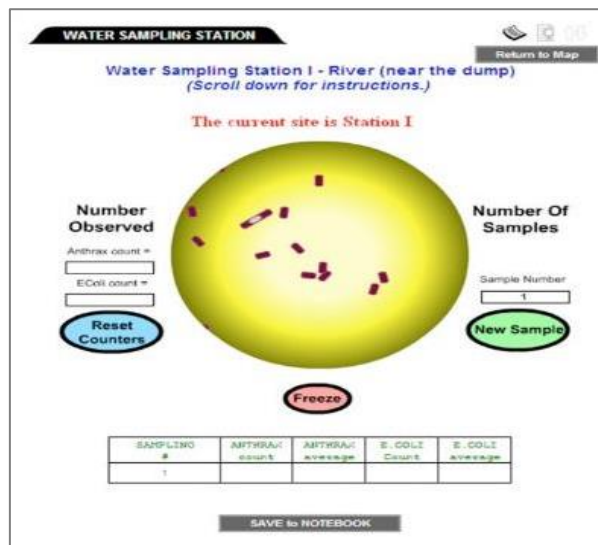 WATER SAMPLING STATION
Return to Map
Water Sampling Station I - River (near the dump)
(Scroll down for instructions.)
The current site is Station I
Number
Observed
Anthrax count =
EColi count =
Reset
Counters
Number Of
Samples
Sample Number
1
New Sample
Freeze
SAMPLING # ANTHRAX count ANTHRAX average E.COLI Count E.COLI average
1
SAVE to NOTEBOOK